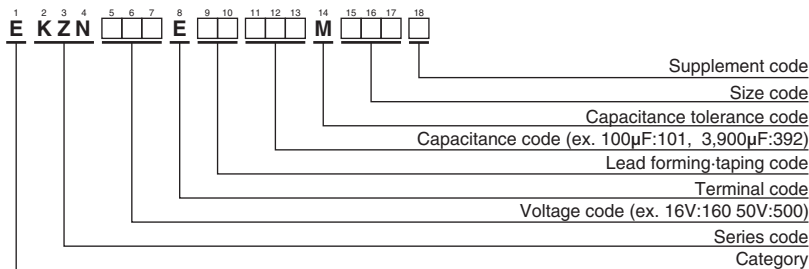 1 2 3 4 5 6 7 8 9 10 11 12 13 14 15 16 17 18
E KZN □□□ E □□ □□□ M □□□ □
Supplement code
Size code
Capacitance tolerance code
Capacitance code (ex. 100µF:101, 3,900µF:392)
Lead forming·taping code
Terminal code
Voltage code (ex. 16V:160 50V:500)
Series code
Category